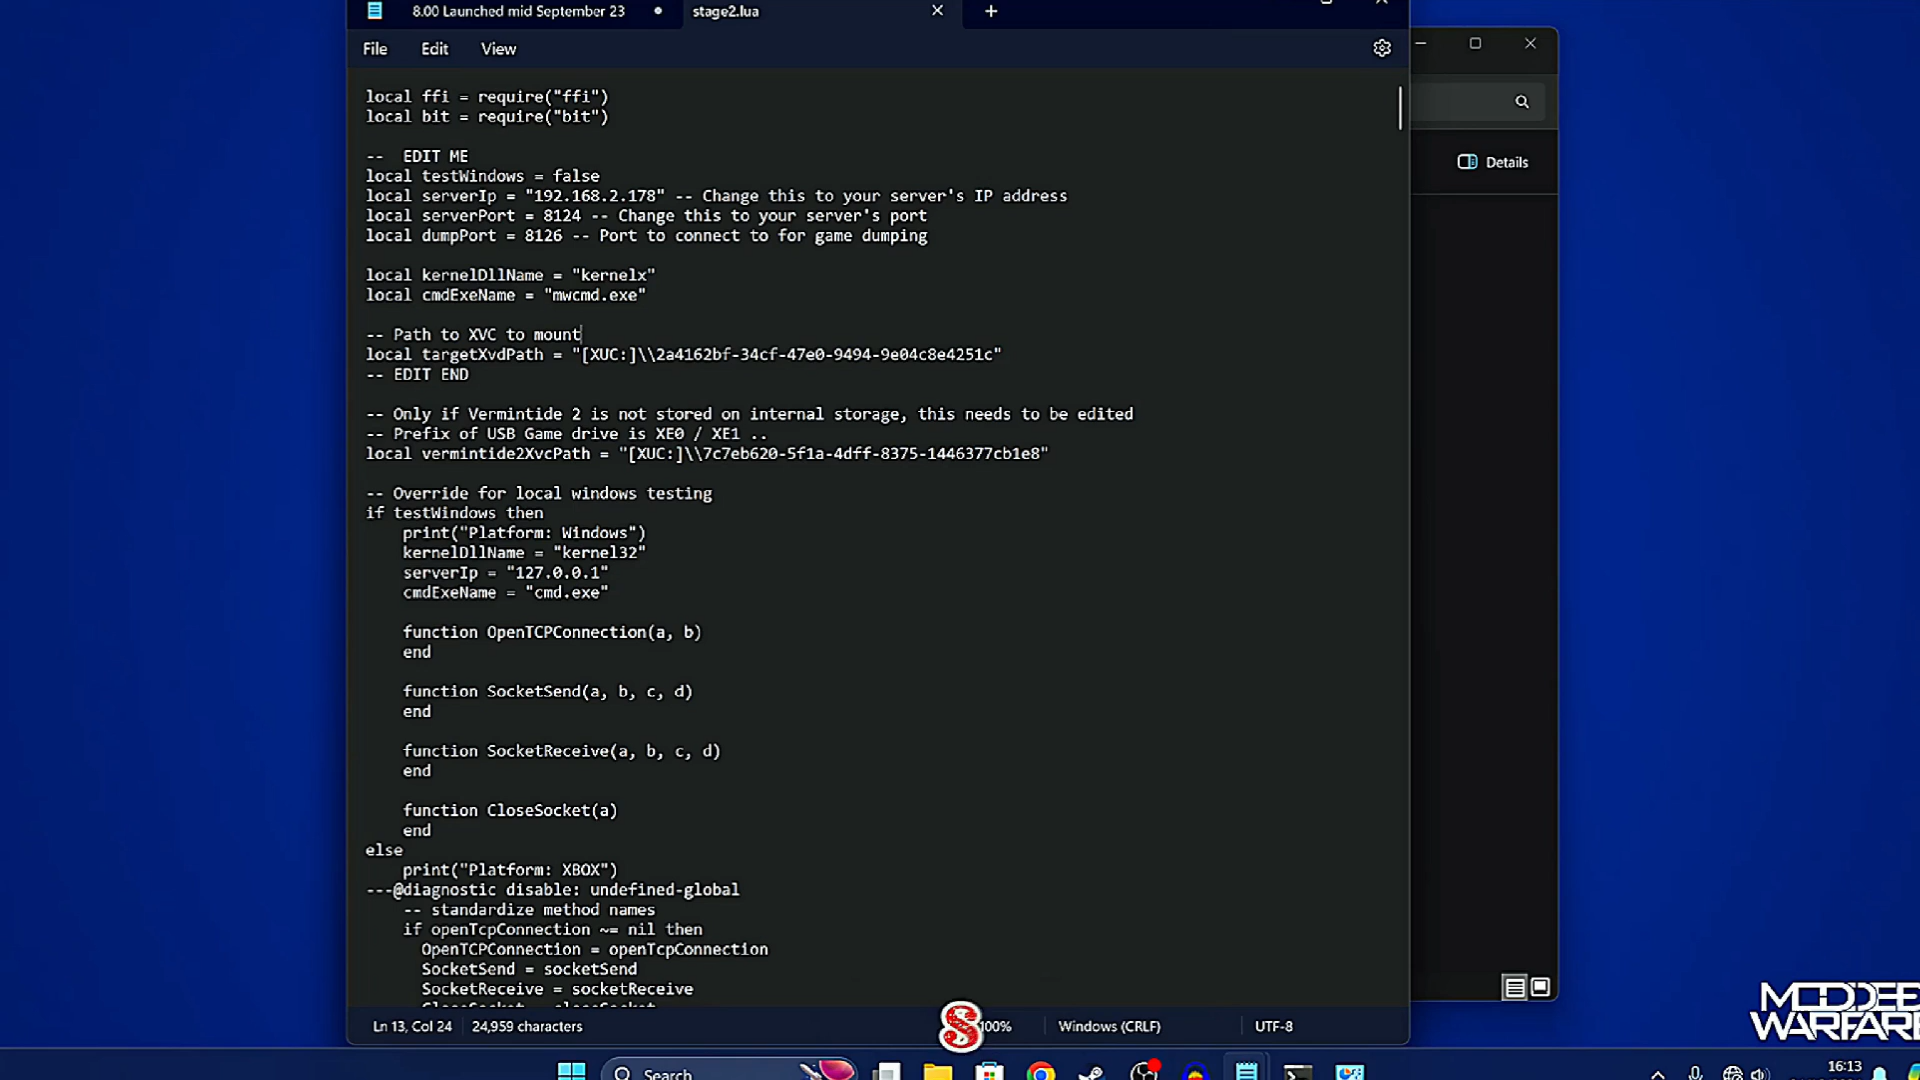 8.00 Launched mid September 23
stage2.lua
File Edit View
local ffi = require("ffi")
local bit = require("bit")
-- EDIT ME
local testWindows = false
local serverIp = "192.168.2.178" -- Change this to your server's IP address
local serverPort = 8124 -- Change this to your server's port
local dumpPort = 8126 -- Port to connect to for game dumping
local kernelDllName = "kernelx"
local cmdExeName = "mwcmd.exe"
-- Path to XVC to mount
local targetXvdPath = "[XUC:]\\2a4162bf-34cf-47e0-9494-9e04c8e4251c"
-- EDIT END
-- Only if Vermintide 2 is not stored on internal storage, this needs to be edited
-- Prefix of USB Game drive is XE0 / XE1 ..
local vermintide2XvcPath = "[XUC:]\\7c7eb620-5f1a-4dff-8375-1446377cb1e8"
-- Override for local windows testing
if testWindows then
print("Platform: Windows")
kernelDllName = "kernel32"
serverIp = "127.0.0.1"
cmdExeName = "cmd.exe"
function OpenTCPConnection(a, b)
end
function SocketSend(a, b, c, d)
end
function SocketReceive(a, b, c, d)
end
function CloseSocket(a)
end
else
print("Platform: XBOX")
---@diagnostic disable: undefined-global
-- standardize method names
if openTcpConnection ~= nil then
OpenTCPConnection = openTcpConnection
SocketSend = socketSend
SocketReceive = socketReceive
Ln 13, Col 24
24,959 characters
100%
Windows (CRLF)
UTF-8
Details
Search
16:13
MODDED
WARFARE